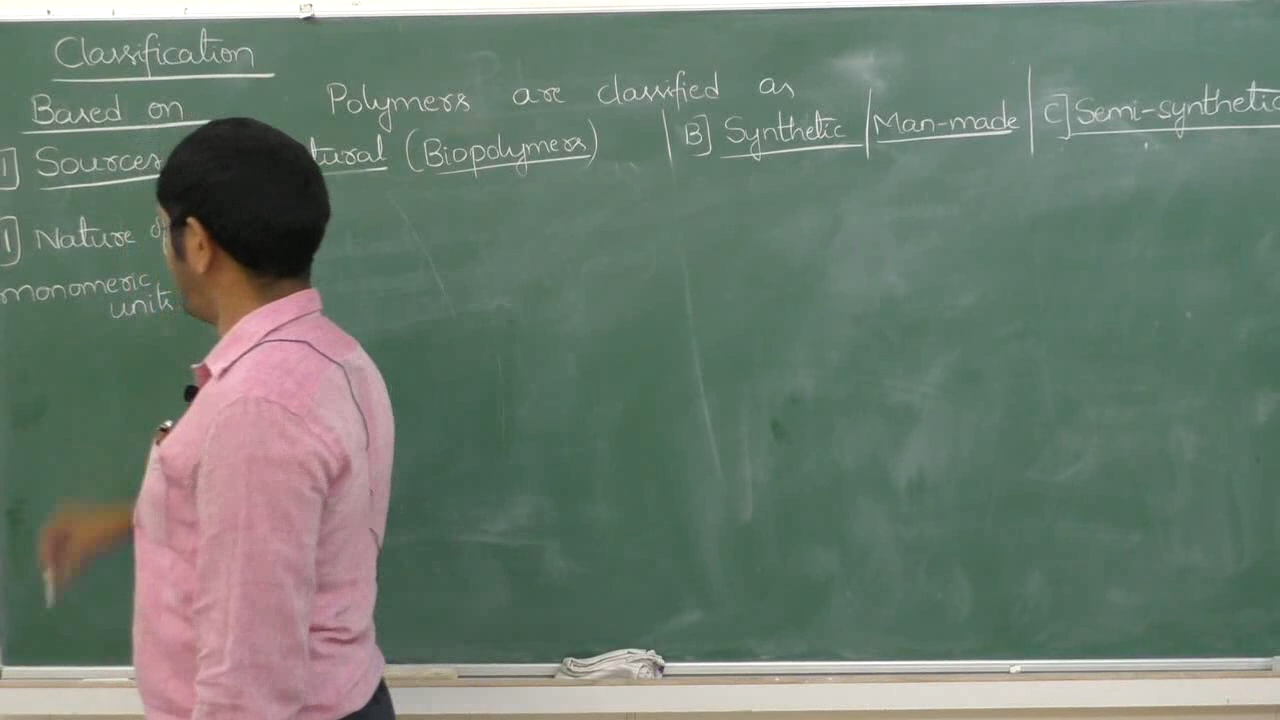 Classification
Based on Polymers are classified as
1] Sources tural (Biopolymers) B] Synthetic Man-made C] Semi-synthetic
1] Nature of
monomeric
units